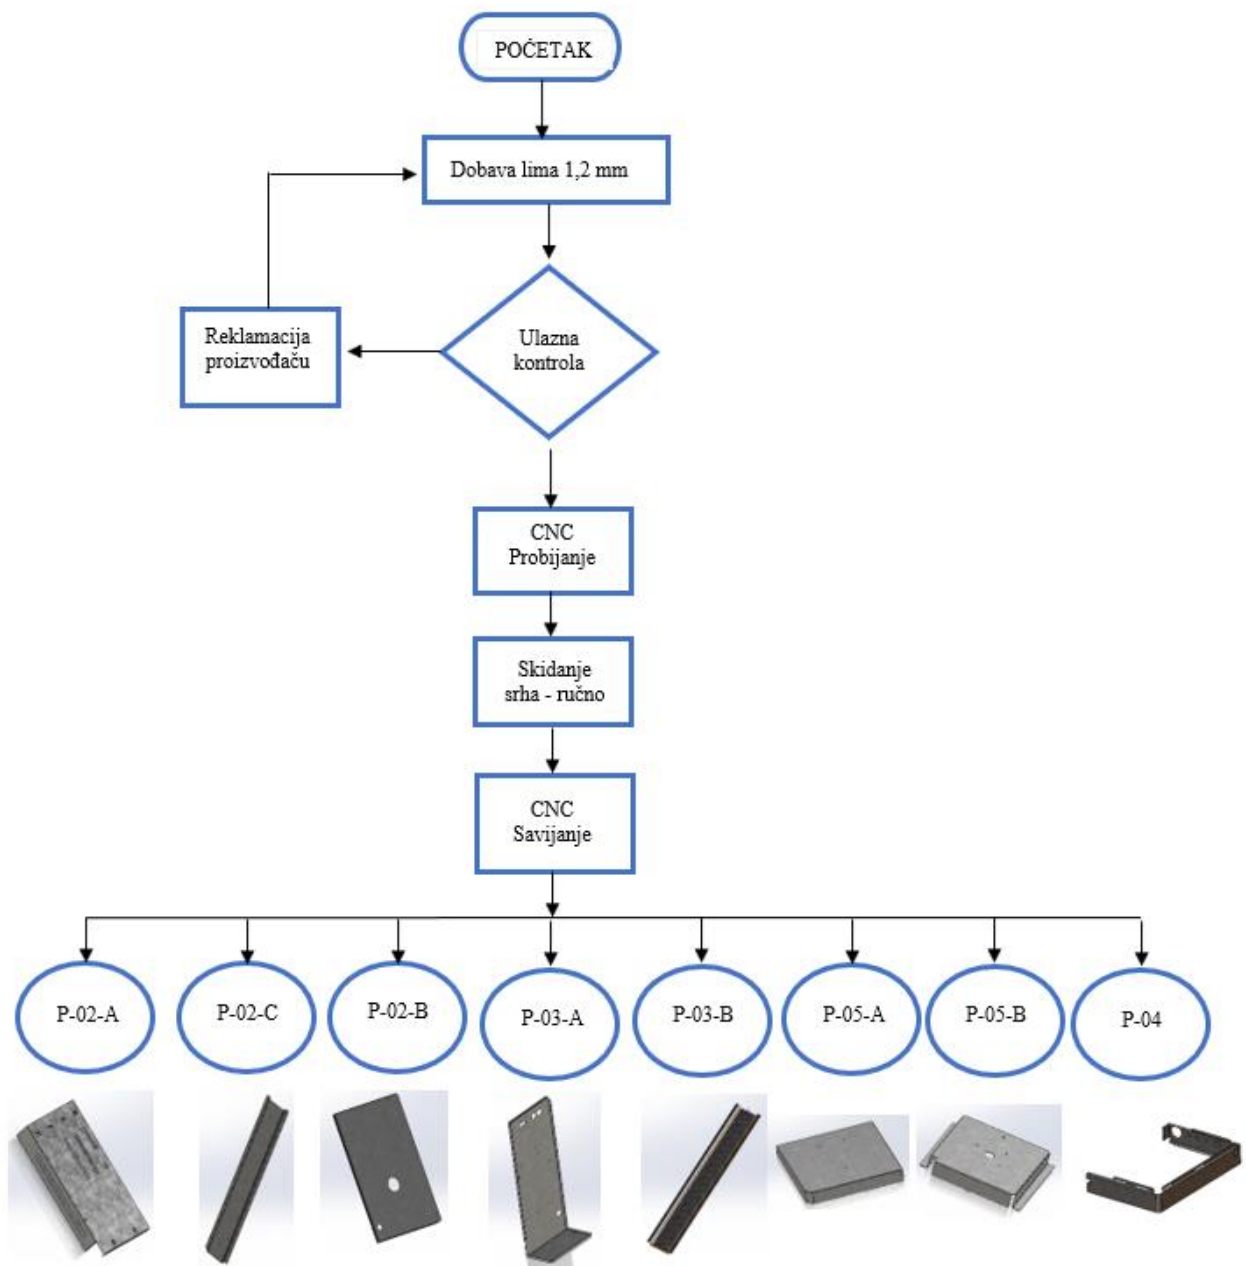 POČETAK
Dobava lima 1,2 mm
Reklamacija
proizvođaču
Ulazna
kontrola
CNC
Probijanje
Skidanje
srha - ručno
CNC
Savijanje
P-02-A
P-02-C
P-02-B
P-03-A
P-03-B
P-05-A
P-05-B
P-04